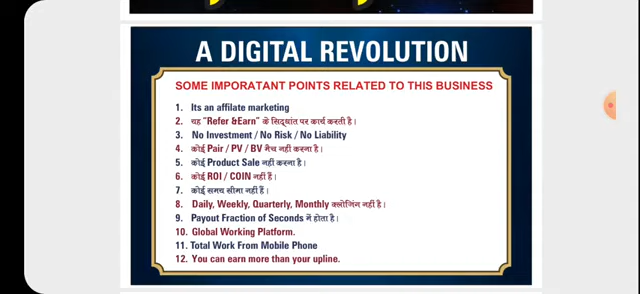 A DIGITAL REVOLUTION
SOME IMPORATANT POINTS RELATED TO THIS BUSINESS
1. Its an affilate marketing
2. यह "Refer & Earn" के सिद्धांत पर कार्य करती है।
3 No Investment / No Risk / No Liability
4. कोई Pair / PV / BV मैच नहीं करना है।
5 कोई Product Sale नहीं करना है।
6. कोई ROI / COIN नहीं हैं।
7. कोई समय सीमा नहीं हैं।
8. Daily, Weekly, Quarterly, Monthly क्लोजिंग नहीं है।
9. Payout Fraction of Seconds में होता है।
10. Global Working Platform.
11. Total Work From Mobile Phone
12. You can earn more than your upline.